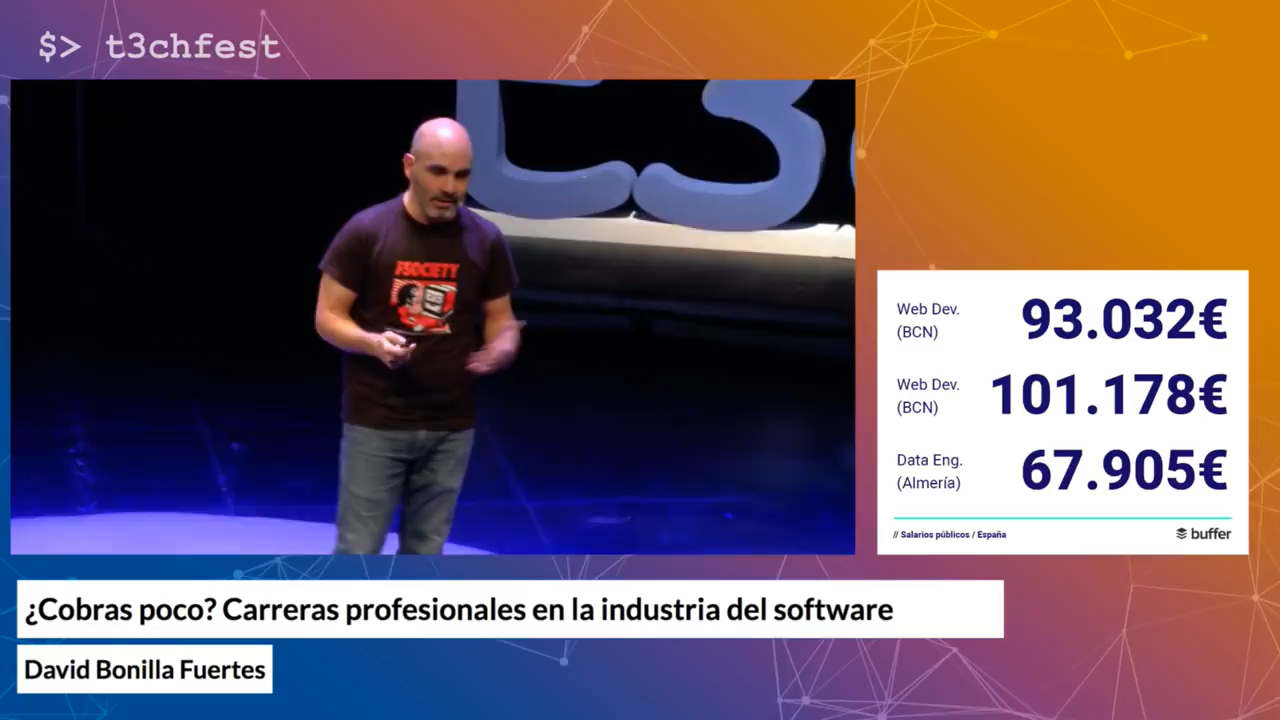 $> t3chfest
t3c
FSOCIETY
Web Dev.
(BCN)
93.032€
Web Dev.
(BCN)
101.178€
Data Eng.
(Almería)
67.905€
// Salarios públicos / España
buffer
¿Cobras poco? Carreras profesionales en la industria del software
David Bonilla Fuertes